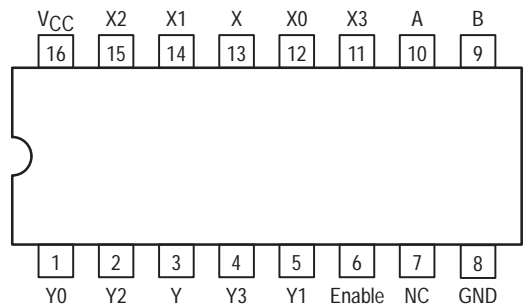 VCC X2 X1 X X0 X3 A B
16 15 14 13 12 11 10 9
1 2 3 4 5 6 7 8
Y0 Y2 Y Y3 Y1 Enable NC GND